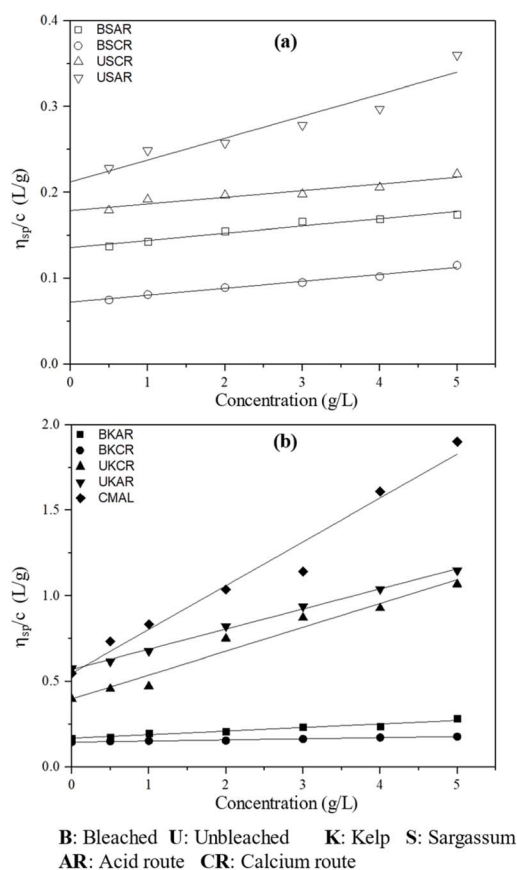 (a)
BSAR
BSCR
USCR
USAR
0.4
0.3
0.2
0.1
0.0
ηsp/c (L/g)
0 1 2 3 4 5
Concentration (g/L)
(b)
BKAR
BKCR
UKCR
UKAR
CMAL
2.0
1.5
1.0
0.5
0.0
ηsp/c (L/g)
0 1 2 3 4 5
Concentration (g/L)
B: Bleached U: Unbleached K: Kelp S: Sargassum
AR: Acid route CR: Calcium route